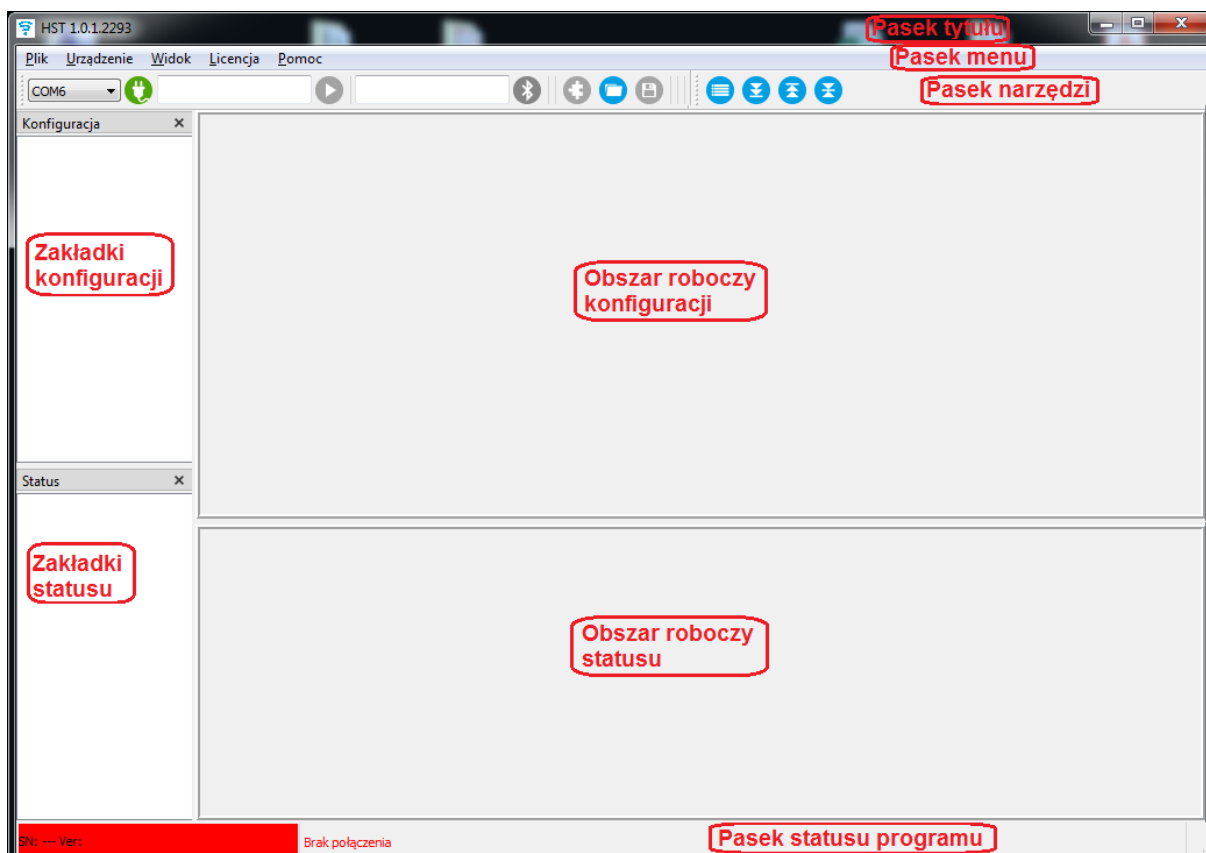 HST 1.0.1.2293
Pasek tytułu
Plik Urządzenie Widok Licencja Pomoc
Pasek menu
COM6
Pasek narzędzi
Konfiguracja
Zakładki
konfiguracji
Obszar roboczy
konfiguracji
Status
Zakładki
statusu
Obszar roboczy
statusu
SN: --- Ver:
Brak połączenia
Pasek statusu programu